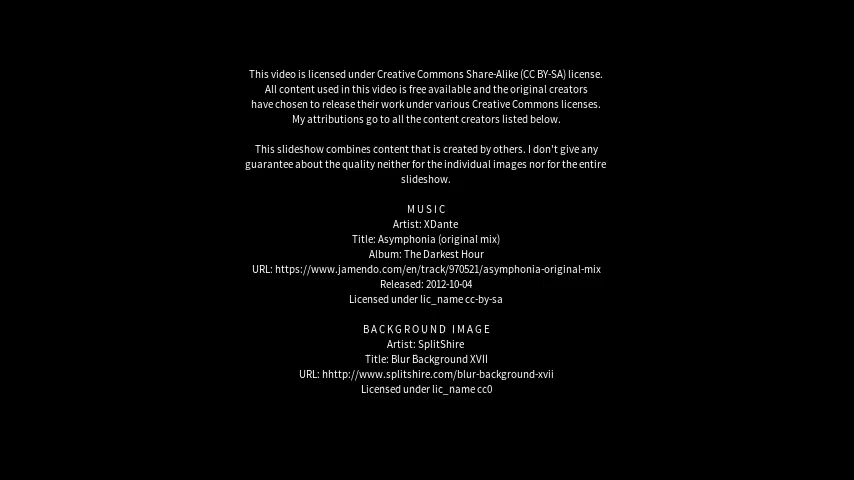 This video is licensed under Creative Commons Share-Alike (CC BY-SA) license.
All content used in this video is free available and the original creators
have chosen to release their work under various Creative Commons licenses.
My attributions go to all the content creators listed below.
This slideshow combines content that is created by others. I don't give any
guarantee about the quality neither for the individual images nor for the entire
slideshow.
MUSIC
Artist: XDante
Title: Asymphonia (original mix)
Album: The Darkest Hour
URL: https://www.jamendo.com/en/track/970521/asymphonia-original-mix
Released: 2012-10-04
Licensed under lic_name cc-by-sa
BACKGROUND IMAGE
Artist: SplitShire
Title: Blur Background XVII
URL: hhttp://www.splitshire.com/blur-background-xvii
Licensed under lic_name cc0